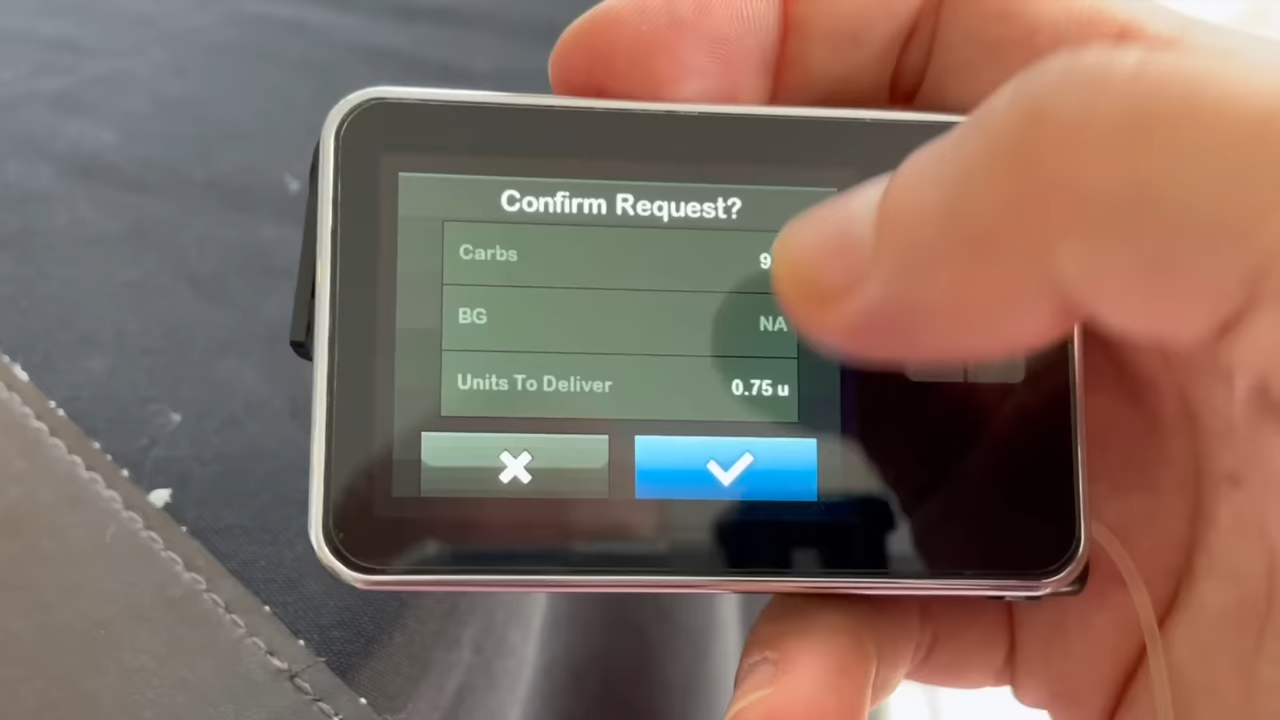 Confirm Request?
Carbs 9
BG NA
Units To Deliver 0.75 u